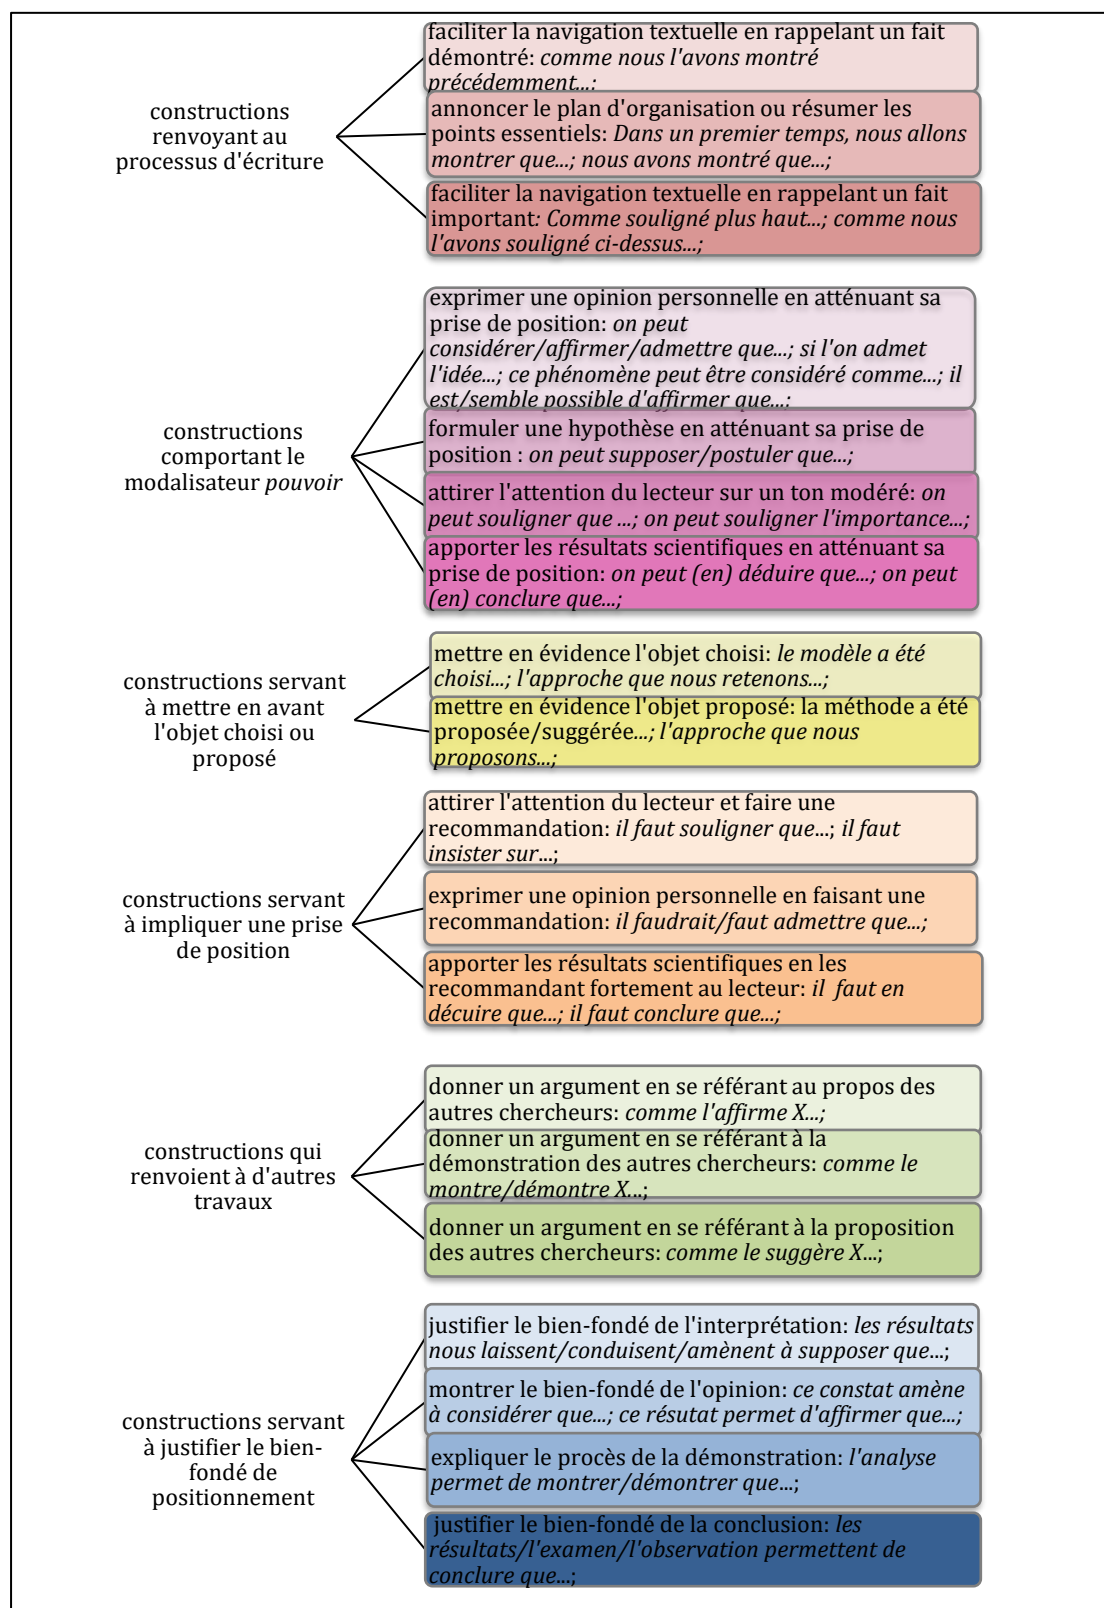 constructions
renvoyant au
processus d'écriture
faciliter la navigation textuelle en rappelant un fait
démontré: comme nous l'avons montré
précédemment...;
annoncer le plan d'organisation ou résumer les
points essentiels: Dans un premier temps, nous allons
montrer que...; nous avons montré que...;
faciliter la navigation textuelle en rappelant un fait
important: Comme souligné plus haut...; comme nous
l'avons souligné ci-dessus...;
constructions
comportant le
modalisateur pouvoir
exprimer une opinion personnelle en atténuant sa
prise de position: on peut
considérer/affirmer/admettre que...; si l'on admet
l'idée...; ce phénomène peut être considéré comme...; il
est/semble possible d'affirmer que...;
formuler une hypothèse en atténuant sa prise de
position : on peut supposer/postuler que...;
attirer l'attention du lecteur sur un ton modéré: on
peut souligner que ...; on peut souligner l'importance...;
apporter les résultats scientifiques en atténuant sa
prise de position: on peut (en) déduire que...; on peut
(en) conclure que...;
constructions servant
à mettre en avant
l'objet choisi ou
proposé
mettre en évidence l'objet choisi: le modèle a été
choisi...; l'approche que nous retenons...;
mettre en évidence l'objet proposé: la méthode a été
proposée/suggérée...; l'approche que nous
proposons...;
constructions servant
à impliquer une prise
de position
attirer l'attention du lecteur et faire une
recommandation: il faut souligner que...; il faut
insister sur...;
exprimer une opinion personnelle en faisant une
recommandation: il faudrait/faut admettre que...;
apporter les résultats scientifiques en les
recommandant fortement au lecteur: il  faut en
décuire que...; il faut conclure que...;
constructions qui
renvoient à d'autres
travaux
donner un argument en se référant au propos des
autres chercheurs: comme l'affirme X...;
donner un argument en se référant à la
démonstration des autres chercheurs: comme le
montre/démontre X...;
donner un argument en se référant à la proposition
des autres chercheurs: comme le suggère X...;
constructions servant
à justifier le bien-
fondé de
positionnement
justifier le bien-fondé de l'interprétation: les résultats
nous laissent/conduisent/amènent à supposer que...;
montrer le bien-fondé de l'opinion: ce constat amène
à considérer que...; ce résutat permet d'affirmer que...;
expliquer le procès de la démonstration: l'analyse
permet de montrer/démontrer que...;
justifier le bien-fondé de la conclusion: les
résultats/l'examen/l'observation permettent de
conclure que...;